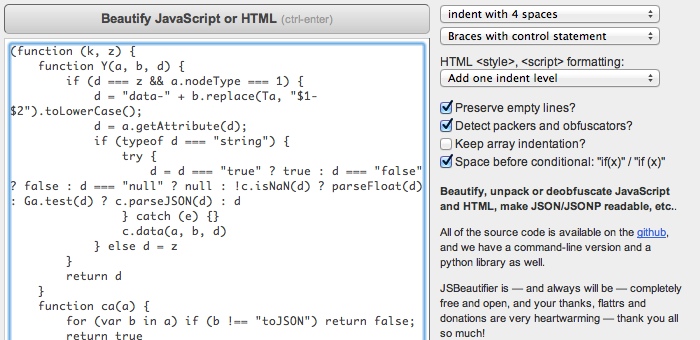 Beautify JavaScript or HTML (ctrl-enter)
(function (k, z) {
    function Y(a, b, d) {
        if (d === z && a.nodeType === 1) {
            d = "data-" + b.replace(Ta, "$1-
$2").toLowerCase();
            d = a.getAttribute(d);
            if (typeof d === "string") {
                try {
                    d = d === "true" ? true : d === "false"
? false : d === "null" ? null : !c.isNaN(d) ? parseFloat(d)
: Ga.test(d) ? c.parseJSON(d) : d
                } catch (e) {}
                c.data(a, b, d)
            } else d = z
        }
        return d
    }
    function ca(a) {
        for (var b in a) if (b !== "toJSON") return false;
        return true
indent with 4 spaces
Braces with control statement
HTML <style>, <script> formatting:
Add one indent level
Preserve empty lines?
Detect packers and obfuscators?
Keep array indentation?
Space before conditional: "if(x)" / "if (x)"
Beautify, unpack or deobfuscate JavaScript
and HTML, make JSON/JSONP readable, etc..
All of the source code is available on the github,
and we have a command-line version and a
python library as well.
JSBeautifier is — and always will be — completely
free and open, and your thanks, flattrs and
donations are very heartwarming — thank you all
so much!